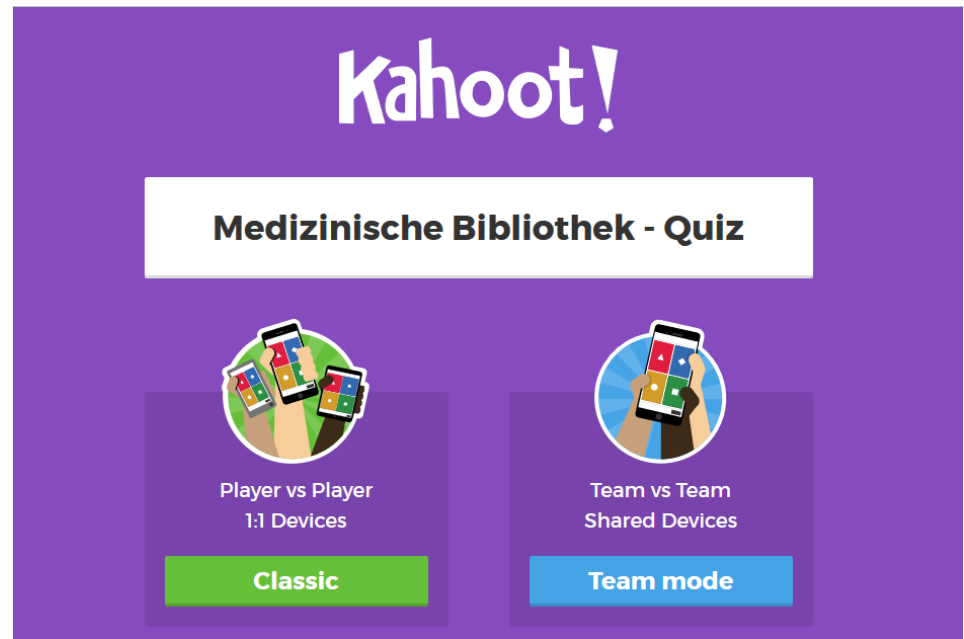 Kahoot!
Medizinische Bibliothek - Quiz
Player vs Player
1:1 Devices
Classic
Team vs Team
Shared Devices
Team mode